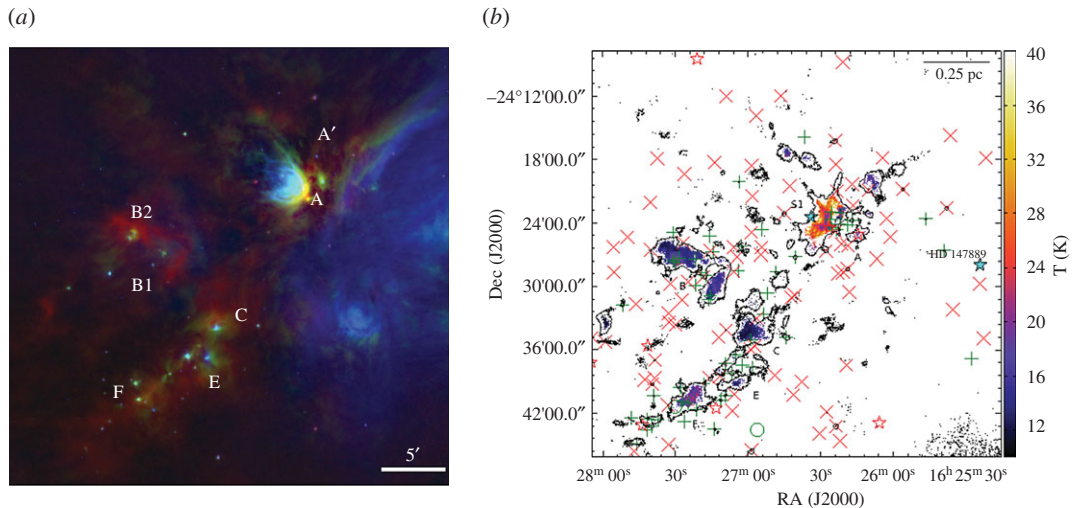 (a)
A′
A
B2
B1
C
E
F
5′
(b)
0.25 pc
−24° 12′00.0″
18′00.0″
24′00.0″
30′00.0″
36′00.0″
42′00.0″
Dec (J2000)
S1
HD 147889
A
B
C
E
F
28ᵐ 00ˢ
30ˢ
27ᵐ 00ˢ
30ˢ
26ᵐ 00ˢ
16ʰ 25ᵐ 30ˢ
RA (J2000)
40
36
32
28
24
20
16
12
T (K)